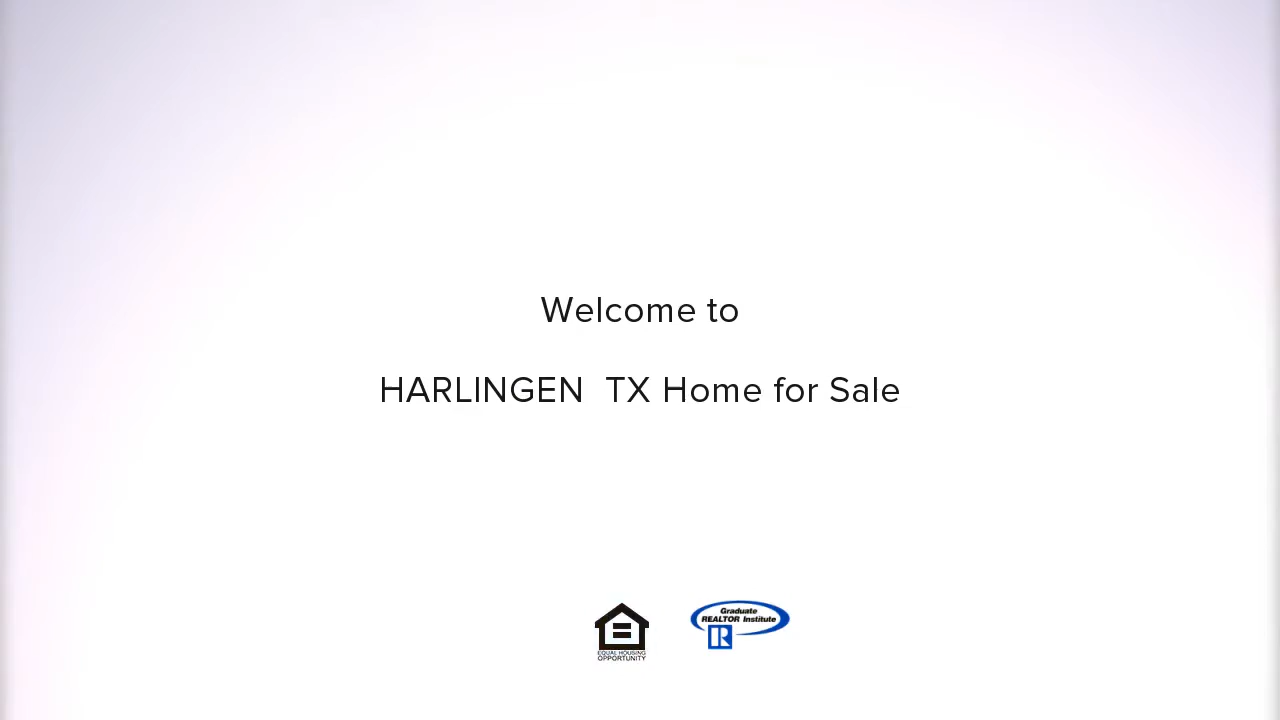 Welcome to
HARLINGEN  TX Home for Sale
EQUAL HOUSING
OPPORTUNITY
Graduate
REALTOR Institute
R